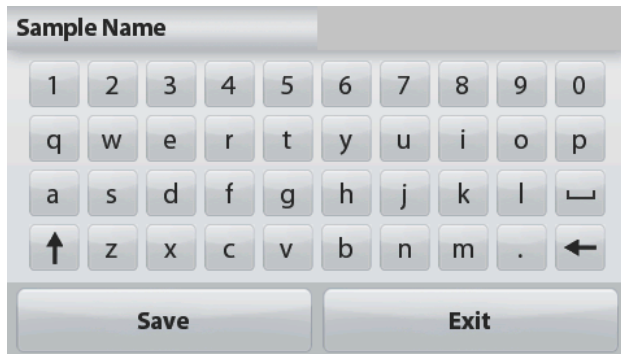 Sample Name
1 2 3 4 5 6 7 8 9 0
q w e r t y u i o p
a s d f g h j k l
z x c v b n m .
Save Exit